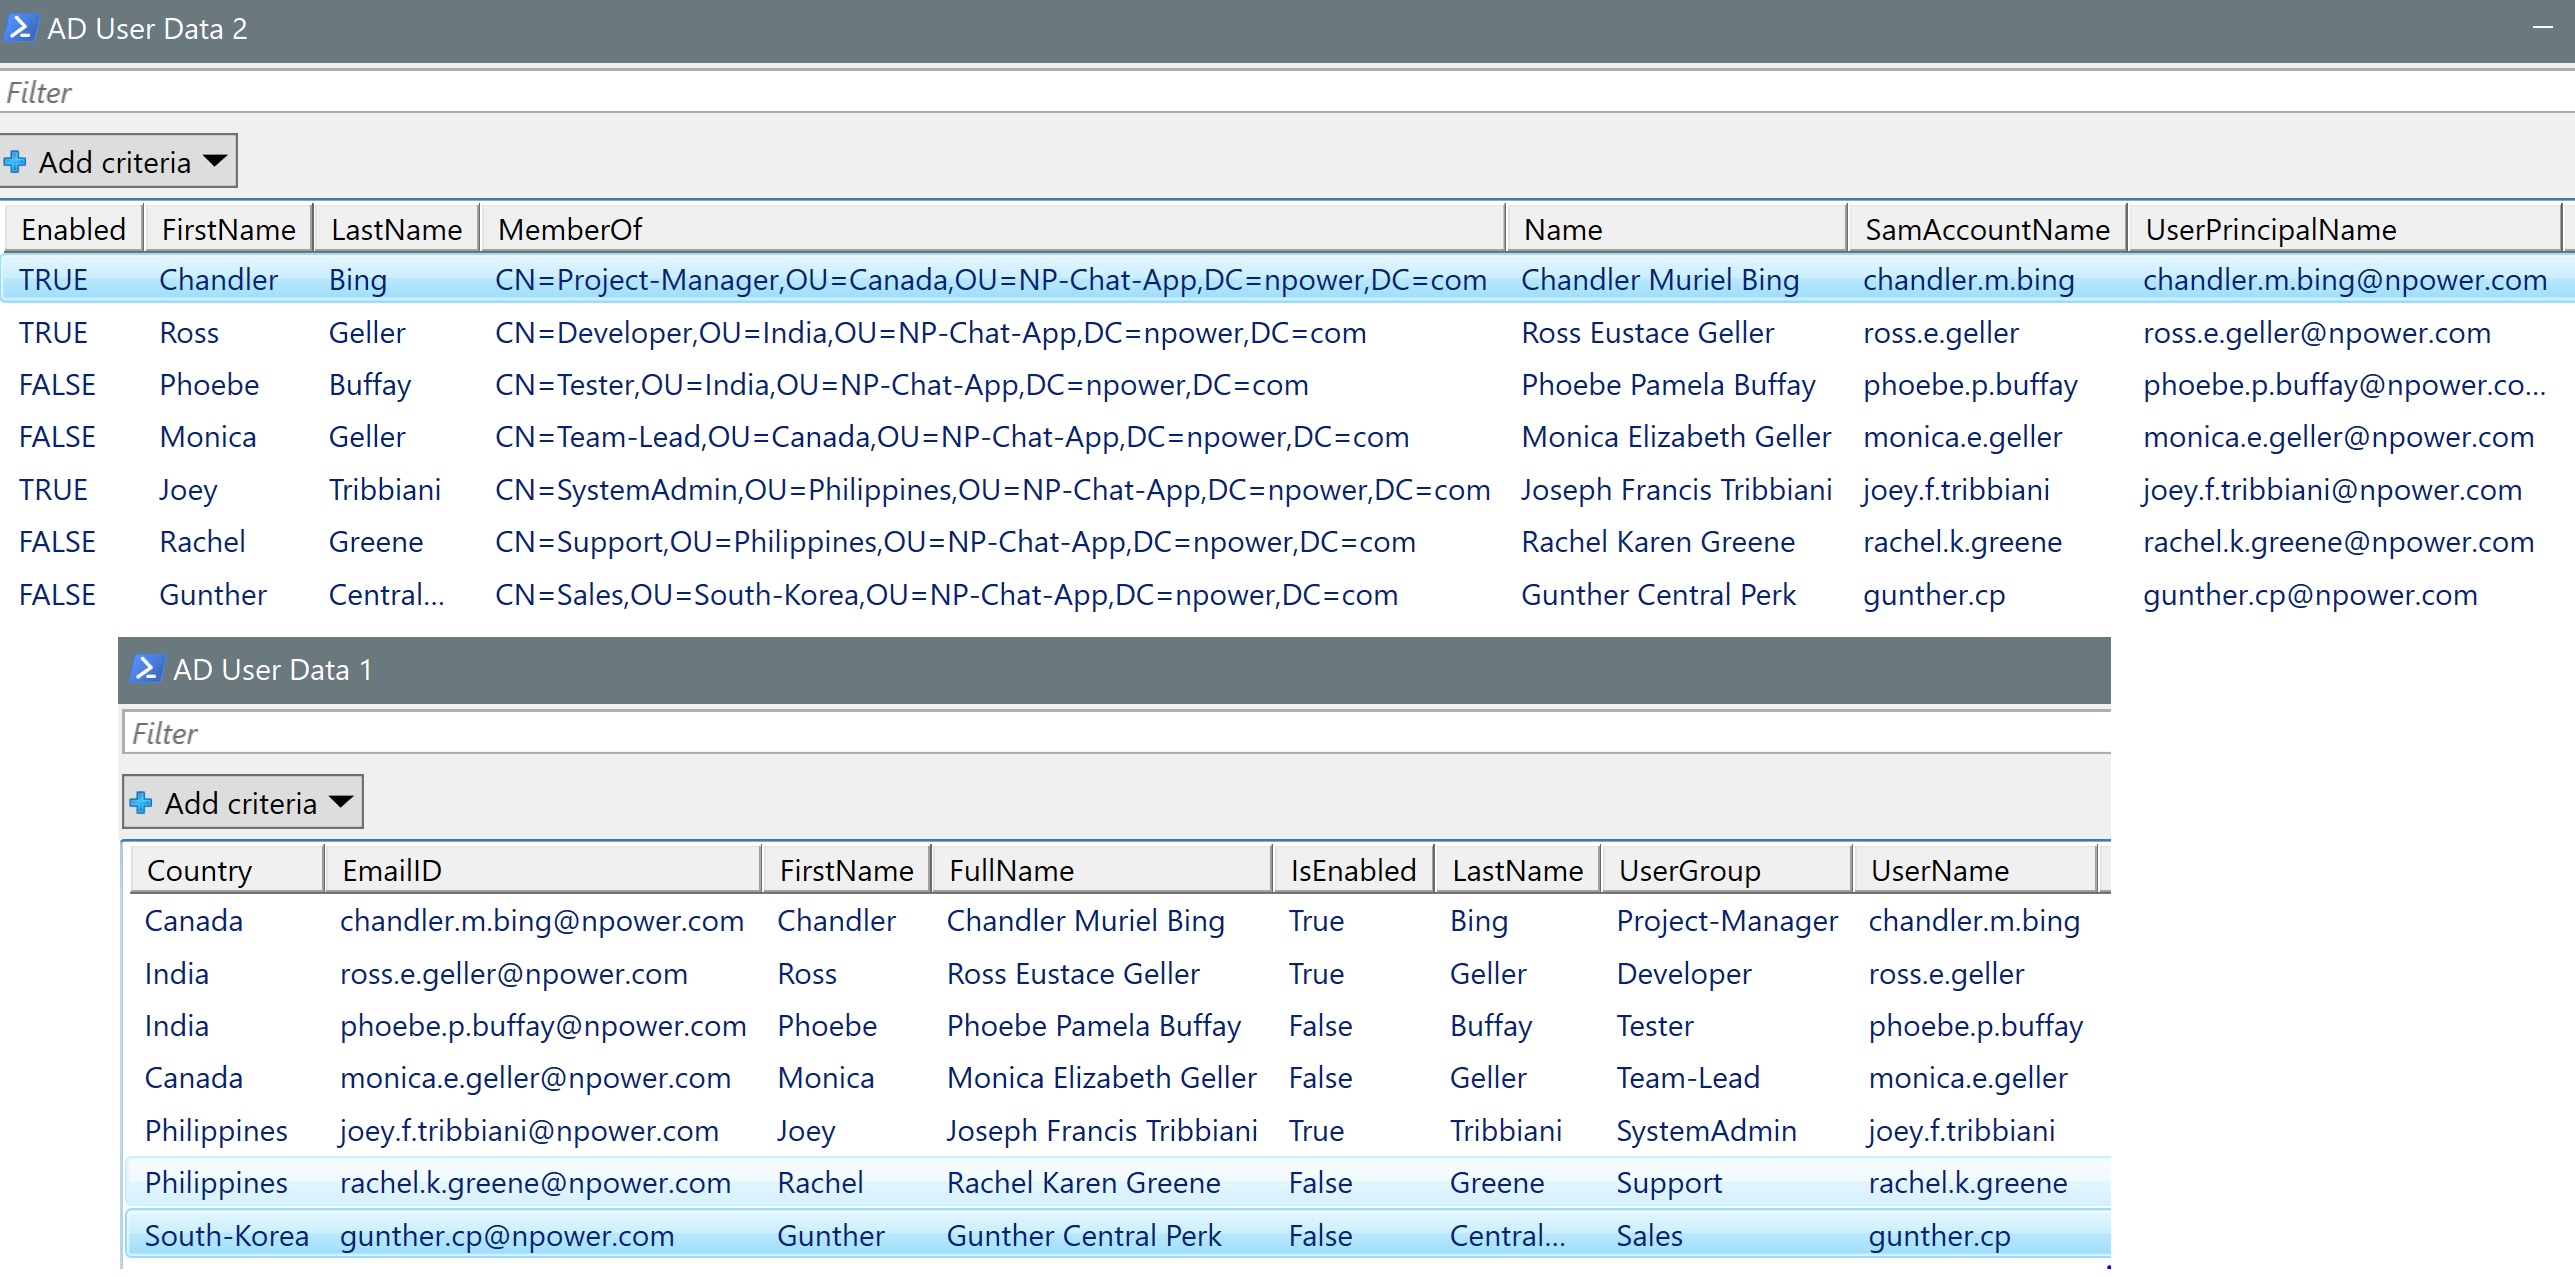 AD User Data 2
Filter
Add criteria
Enabled FirstName LastName MemberOf Name SamAccountName UserPrincipalName
TRUE Chandler Bing CN=Project-Manager,OU=Canada,OU=NP-Chat-App,DC=npower,DC=com Chandler Muriel Bing chandler.m.bing chandler.m.bing@npower.com
TRUE Ross Geller CN=Developer,OU=India,OU=NP-Chat-App,DC=npower,DC=com Ross Eustace Geller ross.e.geller ross.e.geller@npower.com
FALSE Phoebe Buffay CN=Tester,OU=India,OU=NP-Chat-App,DC=npower,DC=com Phoebe Pamela Buffay phoebe.p.buffay phoebe.p.buffay@npower.co...
FALSE Monica Geller CN=Team-Lead,OU=Canada,OU=NP-Chat-App,DC=npower,DC=com Monica Elizabeth Geller monica.e.geller monica.e.geller@npower.com
TRUE Joey Tribbiani CN=SystemAdmin,OU=Philippines,OU=NP-Chat-App,DC=npower,DC=com Joseph Francis Tribbiani joey.f.tribbiani joey.f.tribbiani@npower.com
FALSE Rachel Greene CN=Support,OU=Philippines,OU=NP-Chat-App,DC=npower,DC=com Rachel Karen Greene rachel.k.greene rachel.k.greene@npower.com
FALSE Gunther Central... CN=Sales,OU=South-Korea,OU=NP-Chat-App,DC=npower,DC=com Gunther Central Perk gunther.cp gunther.cp@npower.com
AD User Data 1
Filter
Add criteria
Country EmailID FirstName FullName IsEnabled LastName UserGroup UserName
Canada chandler.m.bing@npower.com Chandler Chandler Muriel Bing True Bing Project-Manager chandler.m.bing
India ross.e.geller@npower.com Ross Ross Eustace Geller True Geller Developer ross.e.geller
India phoebe.p.buffay@npower.com Phoebe Phoebe Pamela Buffay False Buffay Tester phoebe.p.buffay
Canada monica.e.geller@npower.com Monica Monica Elizabeth Geller False Geller Team-Lead monica.e.geller
Philippines joey.f.tribbiani@npower.com Joey Joseph Francis Tribbiani True Tribbiani SystemAdmin joey.f.tribbiani
Philippines rachel.k.greene@npower.com Rachel Rachel Karen Greene False Greene Support rachel.k.greene
South-Korea gunther.cp@npower.com Gunther Gunther Central Perk False Central... Sales gunther.cp